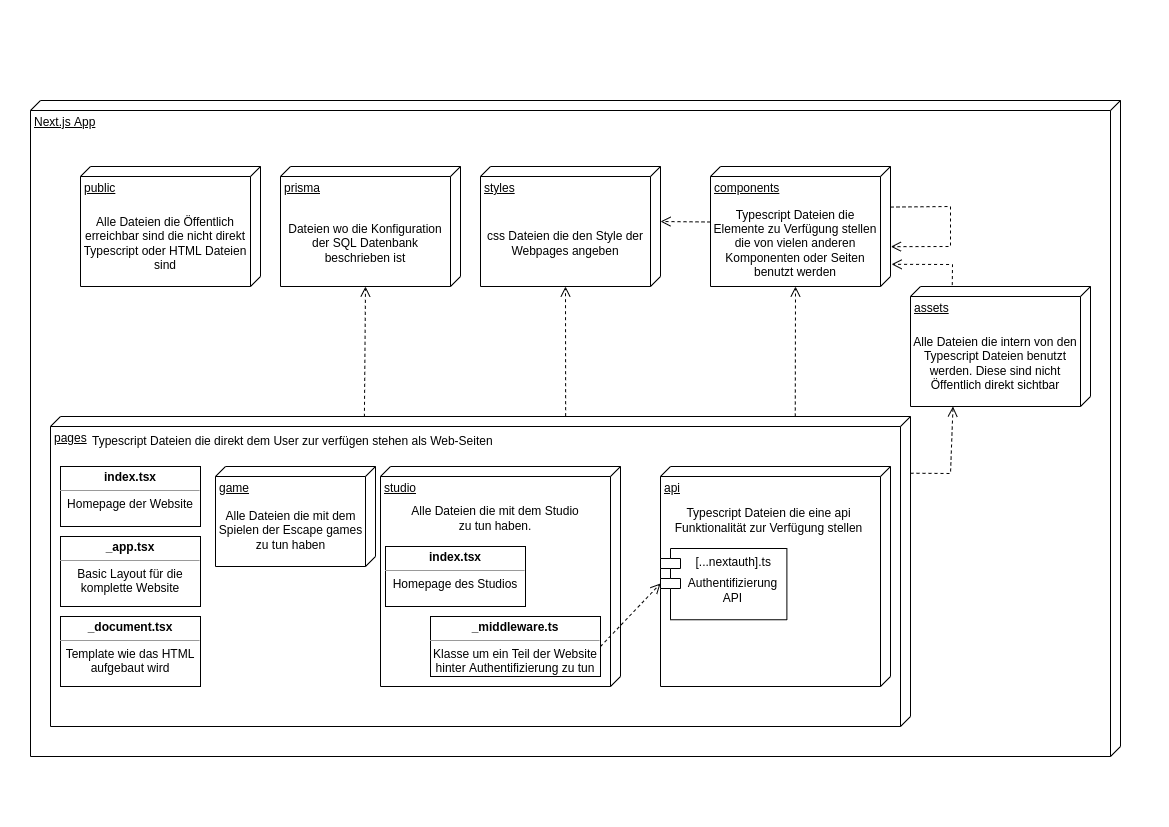 Next.js App
public
Alle Dateien die Öffentlich
erreichbar sind die nicht direkt
Typescript oder HTML Dateien
sind
prisma
Dateien wo die Konfiguration
der SQL Datenbank
beschrieben ist
styles
css Dateien die den Style der
Webpages angeben
components
Typescript Dateien die
Elemente zu Verfügung stellen
die von vielen anderen
Komponenten oder Seiten
benutzt werden
assets
Alle Dateien die intern von den
Typescript Dateien benutzt
werden. Diese sind nicht
Öffentlich direkt sichtbar
pages Typescript Dateien die direkt dem User zur verfügen stehen als Web-Seiten
index.tsx
Homepage der Website
_app.tsx
Basic Layout für die
komplette Website
_document.tsx
Template wie das HTML
aufgebaut wird
game
Alle Dateien die mit dem
Spielen der Escape games
zu tun haben
studio
Alle Dateien die mit dem Studio
zu tun haben.
index.tsx
Homepage des Studios
_middleware.ts
Klasse um ein Teil der Website
hinter Authentifizierung zu tun
api
Typescript Dateien die eine api
Funktionalität zur Verfügung stellen
[...nextauth].ts
Authentifizierung
API